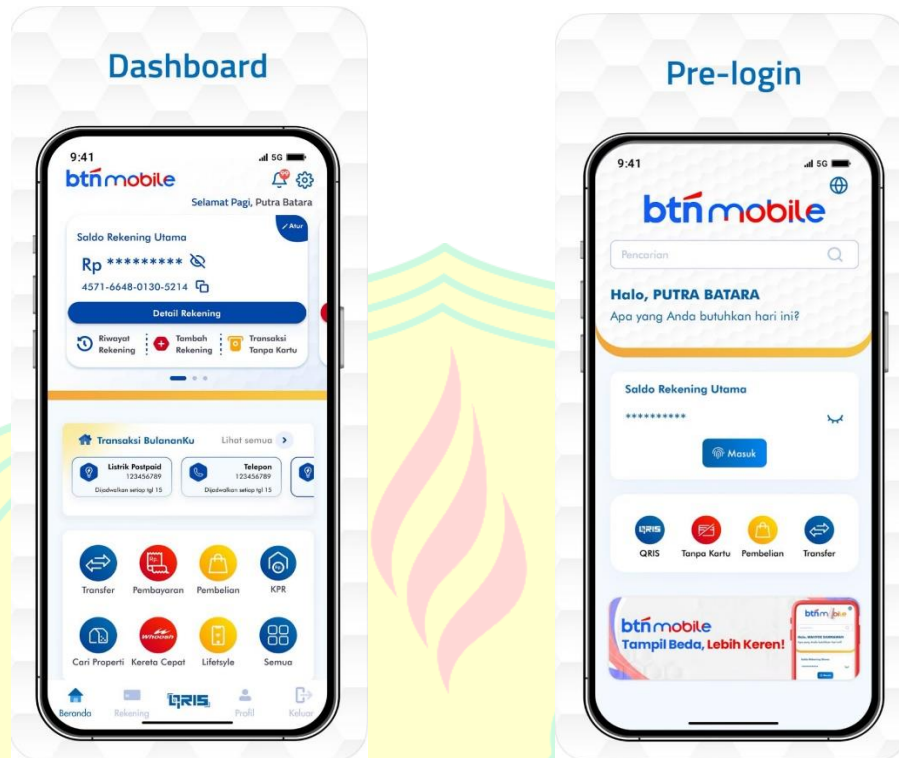 Dashboard
9:41
5G
btn mobile
99
Selamat Pagi, Putra Batara
Saldo Rekening Utama
Atur
Rp *********
4571-6648-0130-5214
Detail Rekening
Riwayat Rekening
Tambah Rekening
Transaksi Tanpa Kartu
Transaksi BulananKu
Lihat semua
Listrik Postpaid
123456789
Dijadwalkan setiap tgl 15
Telepon
123456789
Dijadwalkan setiap tgl 15
Rp
Transfer
Pembayaran
Pembelian
KPR
whoosh
Cari Properti
Kereta Cepat
Lifetsyle
Semua
Beranda
Rekening
QRIS
Profil
Keluar
Pre-login
9:41
5G
btn mobile
Pencarian
Halo, PUTRA BATARA
Apa yang Anda butuhkan hari ini?
Saldo Rekening Utama
**********
Masuk
QRIS
QRIS
Tanpa Kartu
Pembelian
Transfer
btn mobile
Tampil Beda, Lebih Keren!